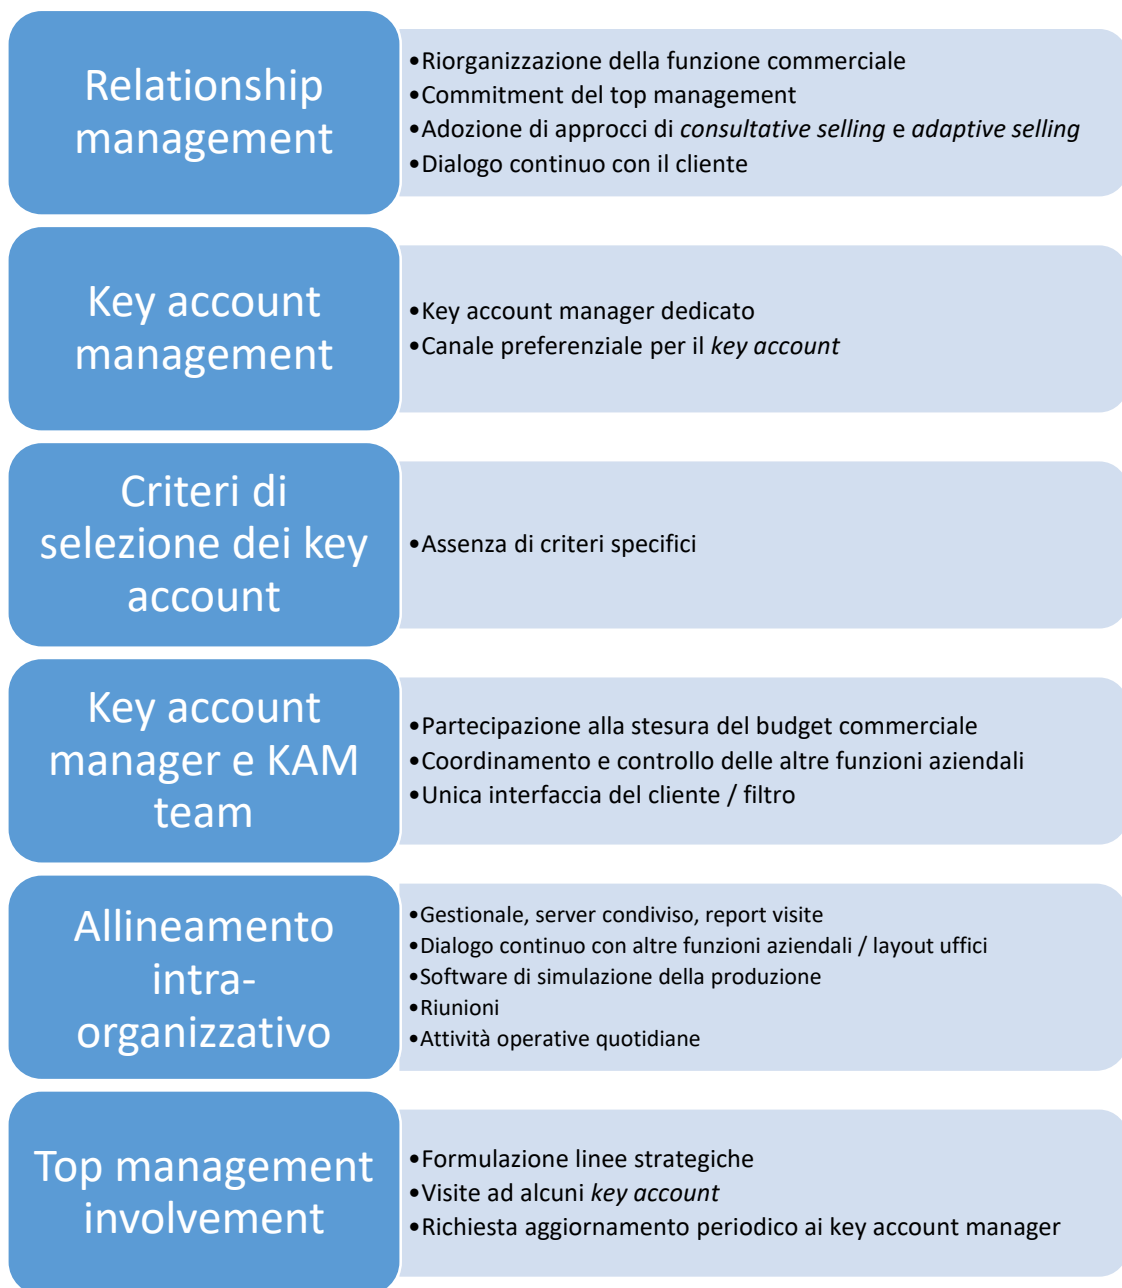 Relationship
management
•Riorganizzazione della funzione commerciale
•Commitment del top management
•Adozione di approcci di consultative selling e adaptive selling
•Dialogo continuo con il cliente
Key account
management
•Key account manager dedicato
•Canale preferenziale per il key account
Criteri di
selezione dei key
account
•Assenza di criteri specifici
Key account
manager e KAM
team
•Partecipazione alla stesura del budget commerciale
•Coordinamento e controllo delle altre funzioni aziendali
•Unica interfaccia del cliente / filtro
Allineamento
intra-
organizzativo
•Gestionale, server condiviso, report visite
•Dialogo continuo con altre funzioni aziendali / layout uffici
•Software di simulazione della produzione
•Riunioni
•Attività operative quotidiane
Top management
involvement
•Formulazione linee strategiche
•Visite ad alcuni key account
•Richiesta aggiornamento periodico ai key account manager